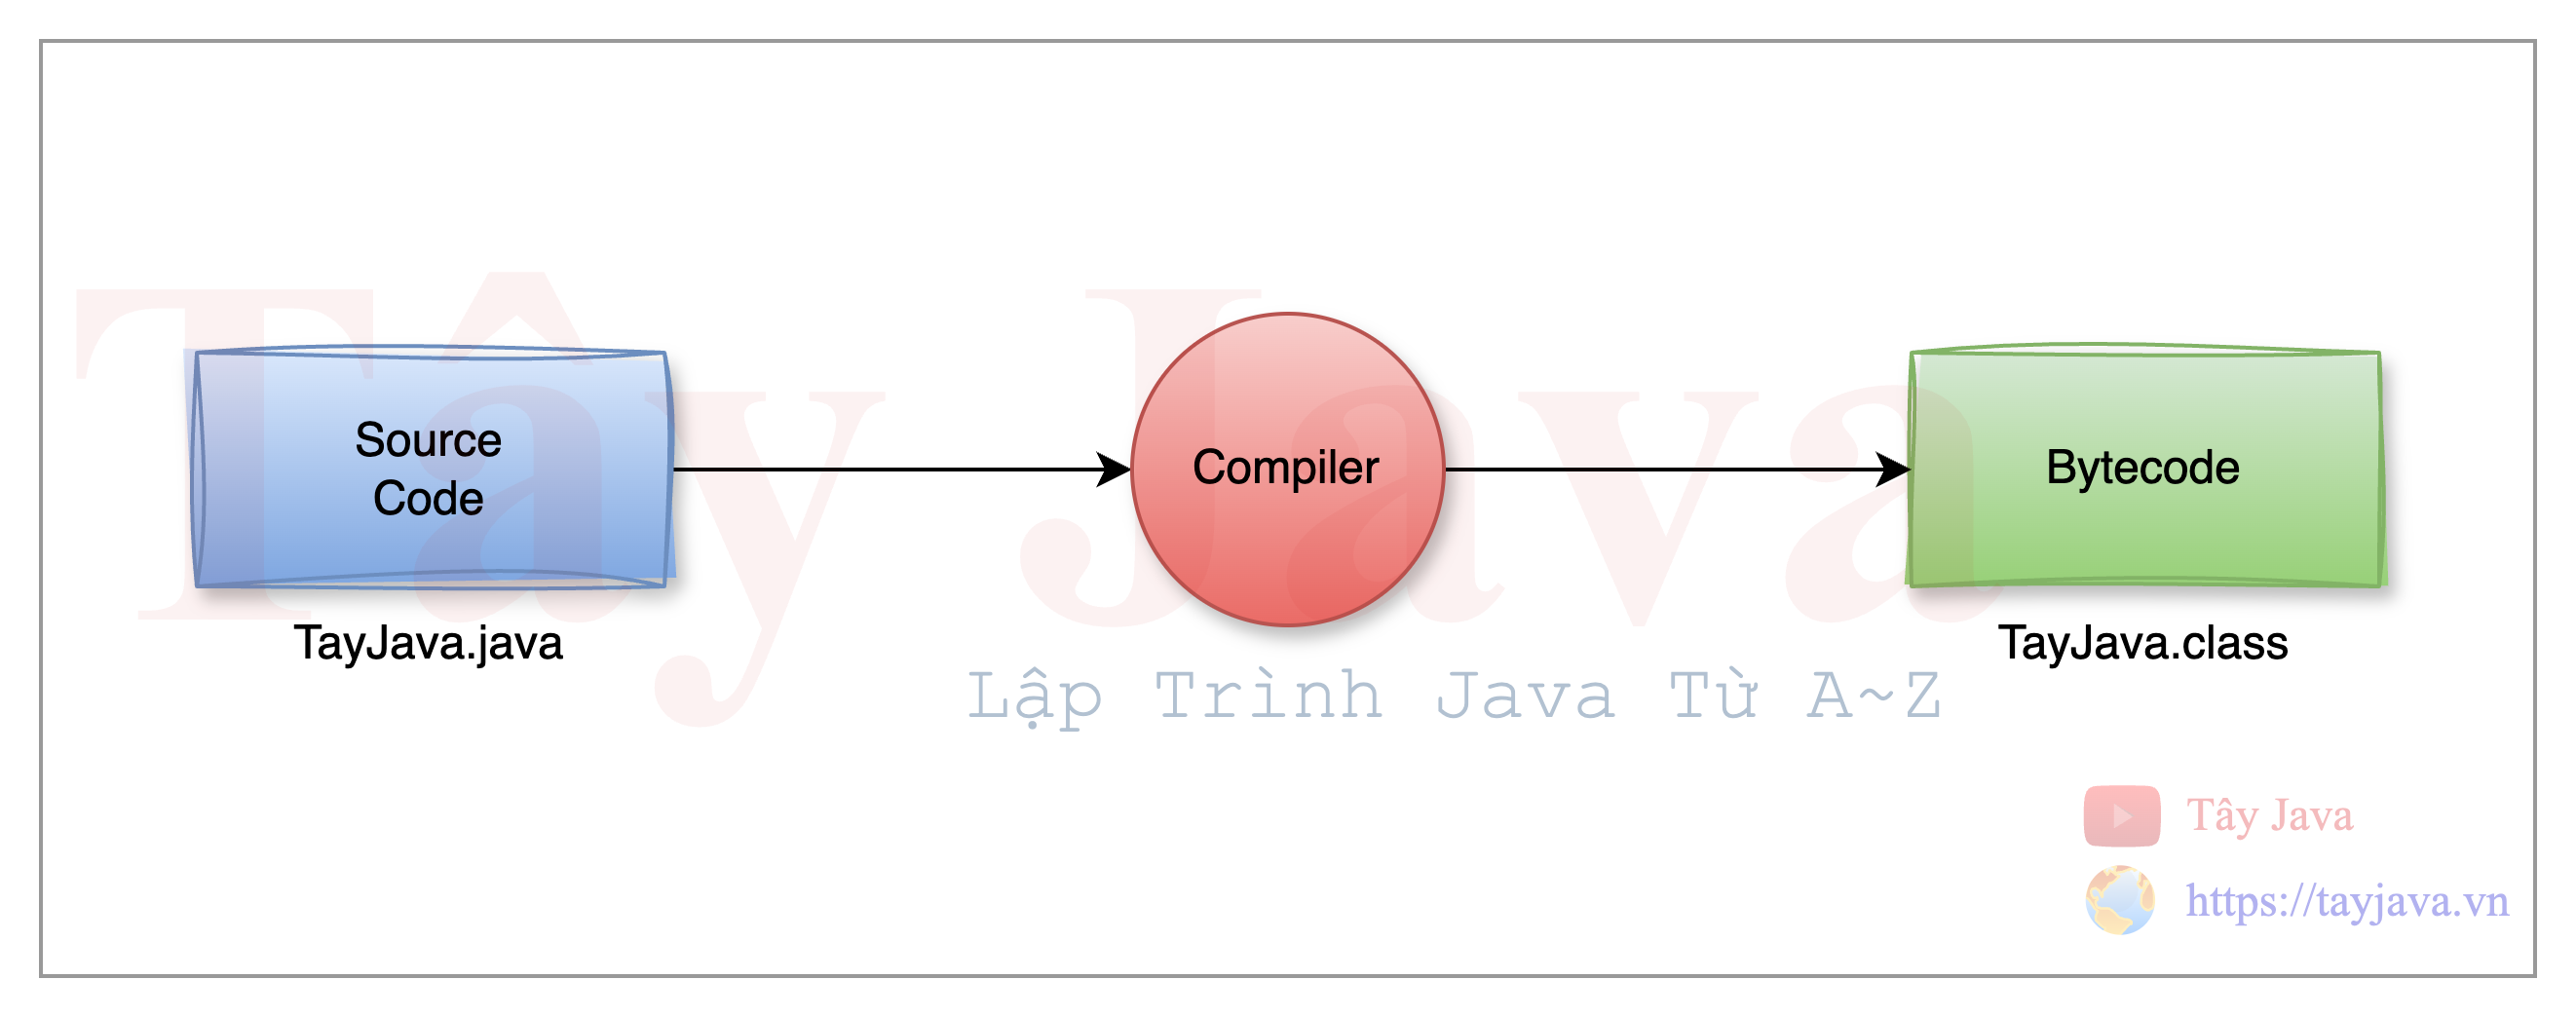 Tây Java
Source
Code
Compiler
Bytecode
TayJava.java
TayJava.class
Lập Trình Java Từ A~Z
Tây Java
https://tayjava.vn